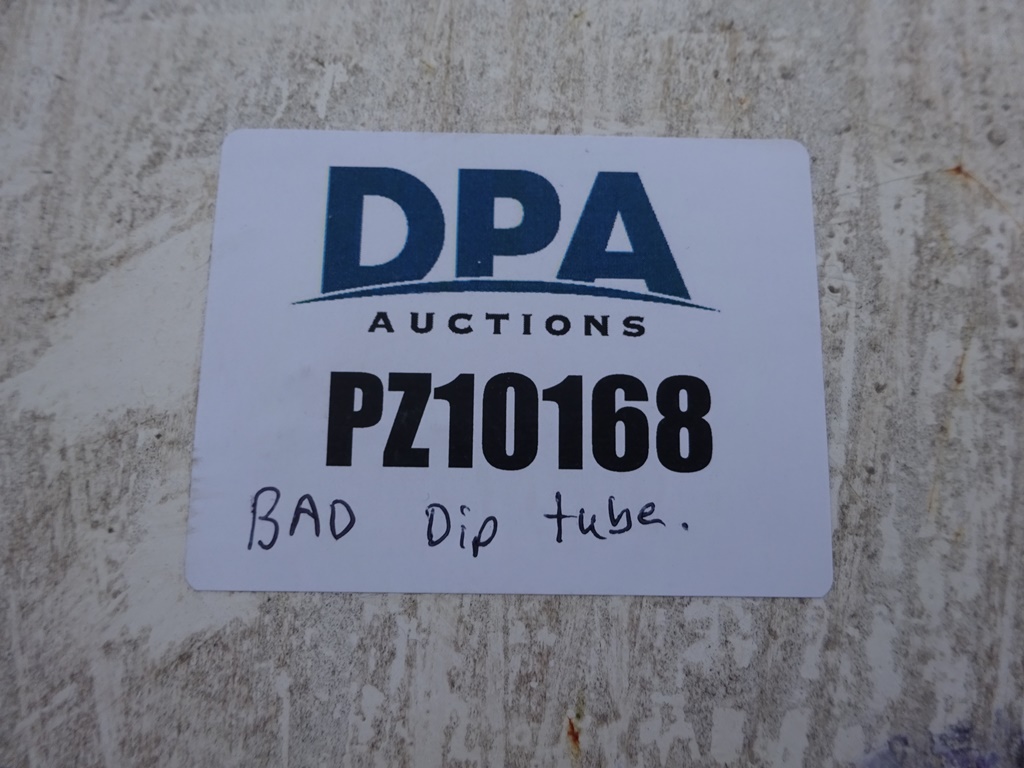 DPA
AUCTIONS
PZ10168
BAD Dip tube.